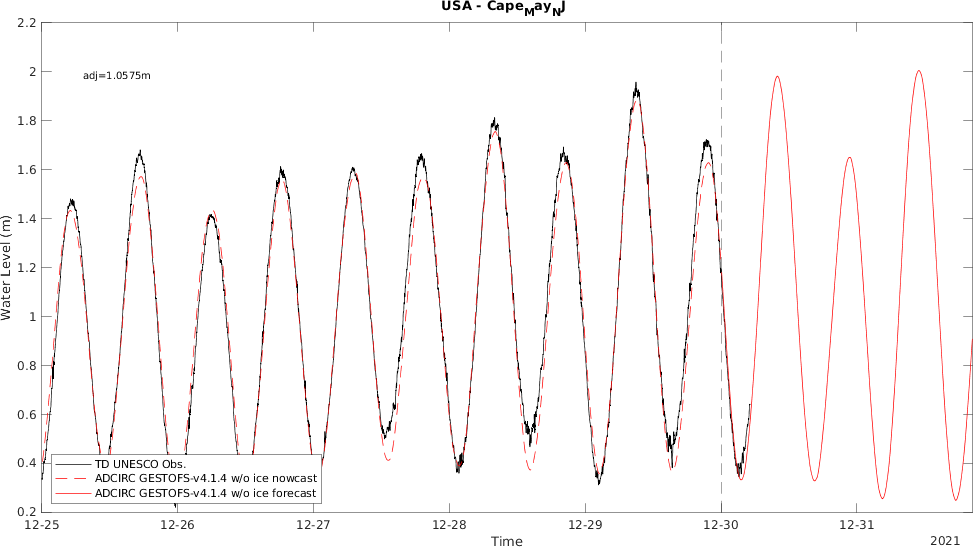 USA - CapeMayNJ
2.2
2
1.8
1.6
1.4
1.2
1
0.8
0.6
0.4
0.2
Water Level (m)
adj=1.0575m
TD UNESCO Obs.
ADCIRC GESTOFS-v4.1.4 w/o ice nowcast
ADCIRC GESTOFS-v4.1.4 w/o ice forecast
12-25 12-26 12-27 12-28 12-29 12-30 12-31
Time
2021